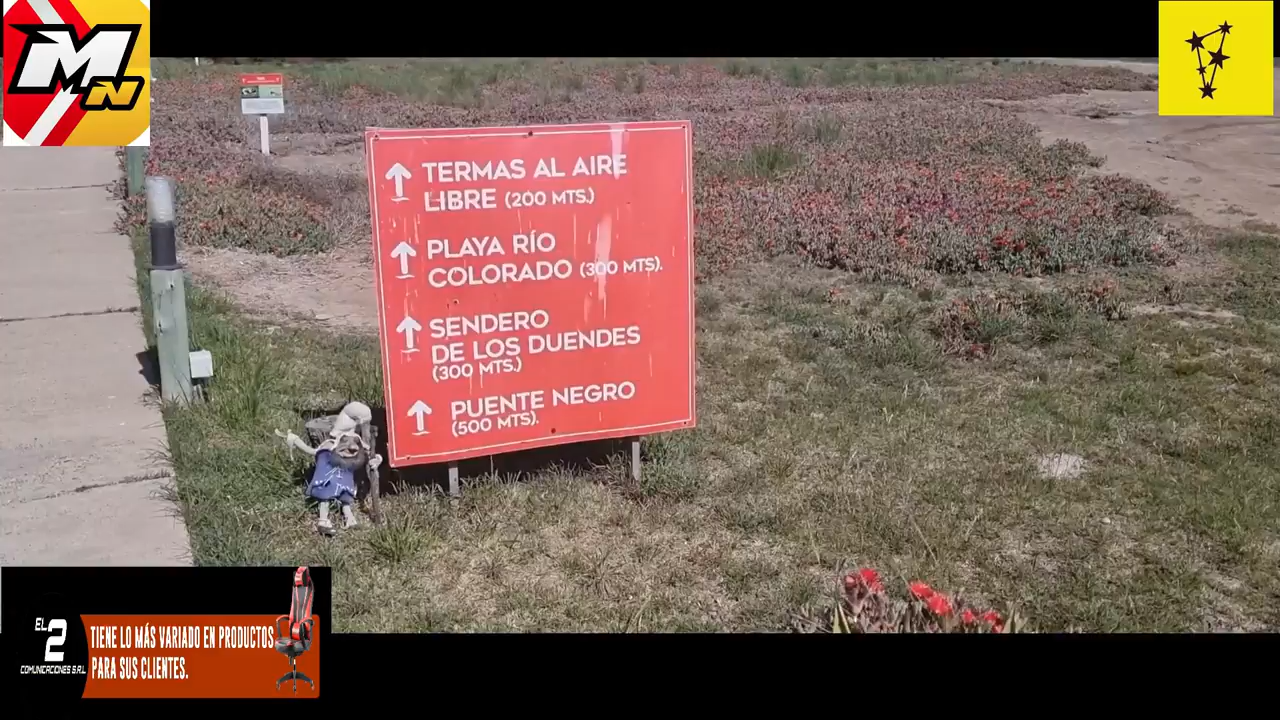 MN
TERMAS AL AIRE
LIBRE (200 MTS.)
PLAYA RÍO
COLORADO (300 MTS).
SENDERO
DE LOS DUENDES
(300 MTS.)
PUENTE NEGRO
(500 MTS).
EL
2
COMUNICACIONES S.R.L
TIENE LO MÁS VARIADO EN PRODUCTOS
PARA SUS CLIENTES.